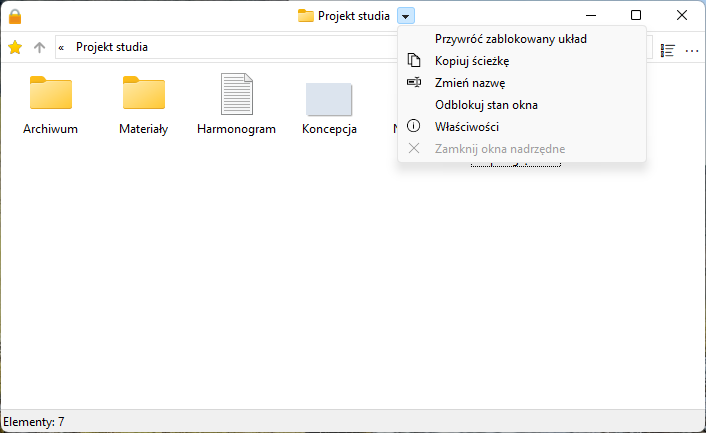 Projekt studia
« Projekt studia
Przywróć zablokowany układ
Kopiuj ścieżkę
Zmień nazwę
Odblokuj stan okna
Właściwości
Zamknij okna nadrzędne
Archiwum
Materiały
Harmonogram
Koncepcja
Elementy: 7